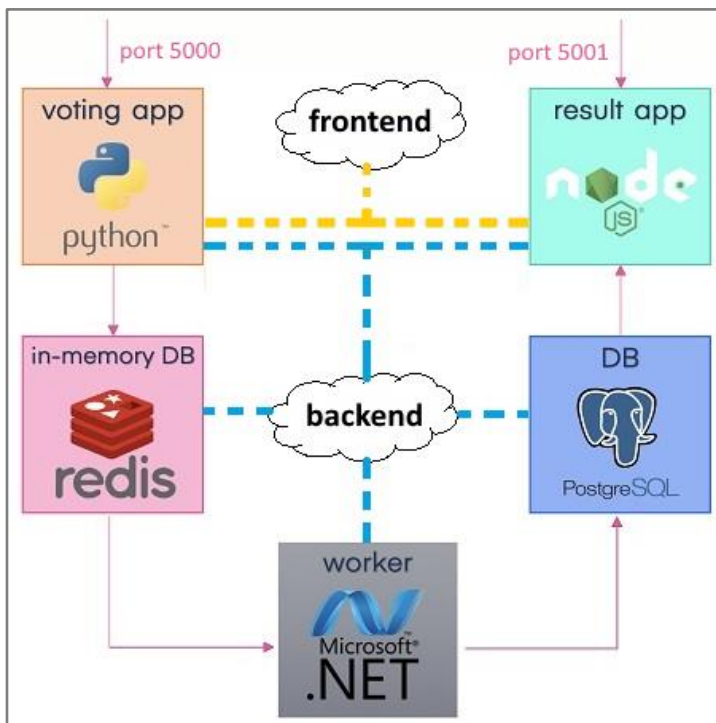 port 5000
port 5001
voting app
python™
frontend
result app
node
JS®
in-memory DB
redis
backend
DB
PostgreSQL
worker
Microsoft®
.NET